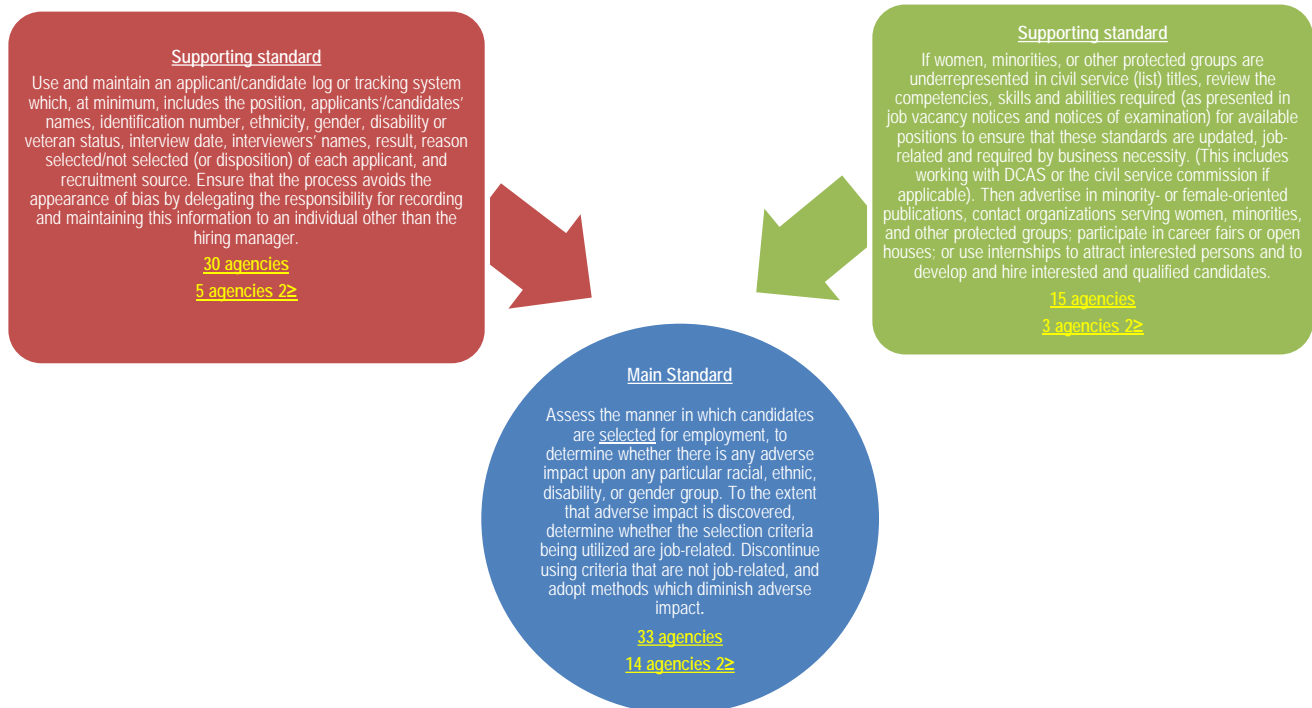 Supporting standard
Use and maintain an applicant/candidate log or tracking system
which, at minimum, includes the position, applicants'/candidates'
names, identification number, ethnicity, gender, disability or
veteran status, interview date, interviewers' names, result, reason
selected/not selected (or disposition) of each applicant, and
recruitment source. Ensure that the process avoids the
appearance of bias by delegating the responsibility for recording
and maintaining this information to an individual other than the
hiring manager.
30 agencies
5 agencies 2≥
Supporting standard
If women, minorities, or other protected groups are
underrepresented in civil service (list) titles, review the
competencies, skills and abilities required (as presented in
job vacancy notices and notices of examination) for available
positions to ensure that these standards are updated, job-
related and required by business necessity. (This includes
working with DCAS or the civil service commission if
applicable). Then advertise in minority- or female-oriented
publications, contact organizations serving women, minorities,
and other protected groups; participate in career fairs or open
houses; or use internships to attract interested persons and to
develop and hire interested and qualified candidates.
15 agencies
3 agencies 2≥
Main Standard
Assess the manner in which candidates
are selected for employment, to
determine whether there is any adverse
impact upon any particular racial, ethnic,
disability, or gender group. To the extent
that adverse impact is discovered,
determine whether the selection criteria
being utilized are job-related. Discontinue
using criteria that are not job-related, and
adopt methods which diminish adverse
impact.
33 agencies
14 agencies 2≥